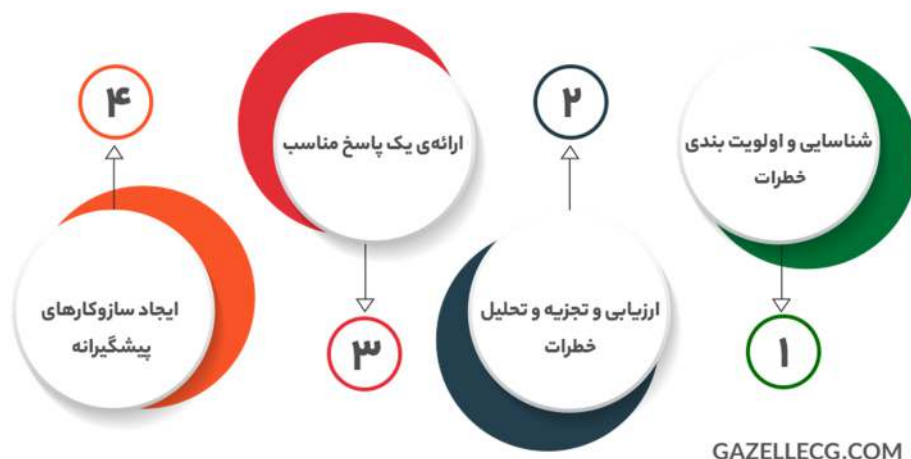 شناسایی و اولویت بندی
خطرات
۱
۲
ارزیابی و تجزیه و تحلیل
خطرات
ارائه‌ی یک پاسخ مناسب
۳
۴
ایجاد سازوکارهای
پیشگیرانه
GAZELLECG.COM